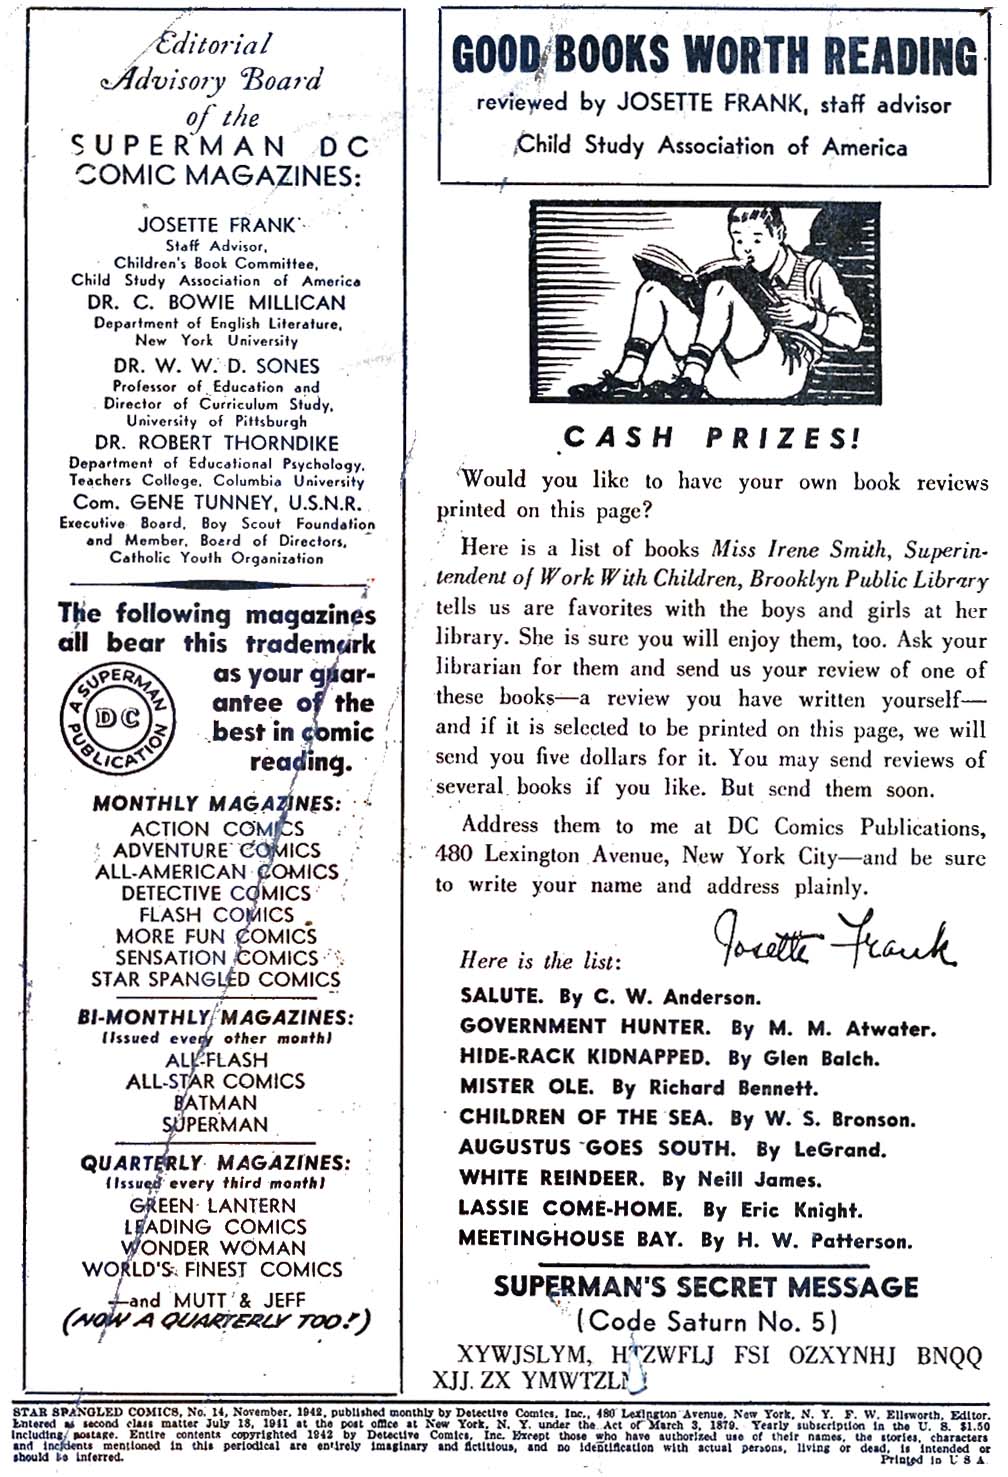 Editorial
Advisory Board
of the
SUPERMAN DC
COMIC MAGAZINES:
JOSETTE FRANK
Staff Advisor,
Children's Book Committee,
Child Study Association of America
DR. C. BOWIE MILLICAN
Department of English Literature,
New York University
DR. W. W. D. SONES
Professor of Education and
Director of Curriculum Study,
University of Pittsburgh
DR. ROBERT THORNDIKE
Department of Educational Psychology,
Teachers College, Columbia University
Com. GENE TUNNEY, U.S.N.R.
Executive Board, Boy Scout Foundation
and Member, Board of Directors,
Catholic Youth Organization
The following magazines
all bear this trademark
as your guar-
antee of the
best in comic
reading.
A SUPERMAN
DC
PUBLICATION
MONTHLY MAGAZINES:
ACTION COMICS
ADVENTURE COMICS
ALL-AMERICAN COMICS
DETECTIVE COMICS
FLASH COMICS
MORE FUN COMICS
SENSATION COMICS
STAR SPANGLED COMICS
BI-MONTHLY MAGAZINES:
(Issued every other month)
ALL-FLASH
ALL-STAR COMICS
BATMAN
SUPERMAN
QUARTERLY MAGAZINES:
(Issued every third month)
GREEN LANTERN
LEADING COMICS
WONDER WOMAN
WORLD'S FINEST COMICS
—and MUTT & JEFF
(NOW A QUARTERLY TOO!)
GOOD BOOKS WORTH READING
reviewed by JOSETTE FRANK, staff advisor
Child Study Association of America
CASH PRIZES!
Would you like to have your own book reviews
printed on this page?
Here is a list of books Miss Irene Smith, Superin-
tendent of Work With Children, Brooklyn Public Library
tells us are favorites with the boys and girls at her
library. She is sure you will enjoy them, too. Ask your
librarian for them and send us your review of one of
these books—a review you have written yourself—
and if it is selected to be printed on this page, we will
send you five dollars for it. You may send reviews of
several books if you like. But send them soon.
Address them to me at DC Comics Publications,
480 Lexington Avenue, New York City—and be sure
to write your name and address plainly.
Josette Frank
Here is the list:
SALUTE. By C. W. Anderson.
GOVERNMENT HUNTER. By M. M. Atwater.
HIDE-RACK KIDNAPPED. By Glen Balch.
MISTER OLE. By Richard Bennett.
CHILDREN OF THE SEA. By W. S. Bronson.
AUGUSTUS GOES SOUTH. By LeGrand.
WHITE REINDEER. By Neill James.
LASSIE COME-HOME. By Eric Knight.
MEETINGHOUSE BAY. By H. W. Patterson.
SUPERMAN'S SECRET MESSAGE
(Code Saturn No. 5)
XYWJSLYM, HTZWFLJ FSI OZXYNHJ BNQQ
XJJ ZX
STAR SPANGLED COMICS, No. 14, November, 1942, published monthly by Detective Comics, Inc., 480 Lexington Avenue, New York, N. Y. F. W. Ellsworth, Editor.
Entered as second class matter July 18, 1941 at the post office at New York, N. Y. under the Act of March 3, 1879. Yearly subscription in the U. S. $1.50
including postage. Entire contents copyrighted 1942 by Detective Comics, Inc. Except those who have authorized use of their names, the stories, characters
and incidents mentioned in this periodical are entirely imaginary and fictitious, and no identification with actual persons, living or dead, is intended or
should be inferred.
Printed in U S A